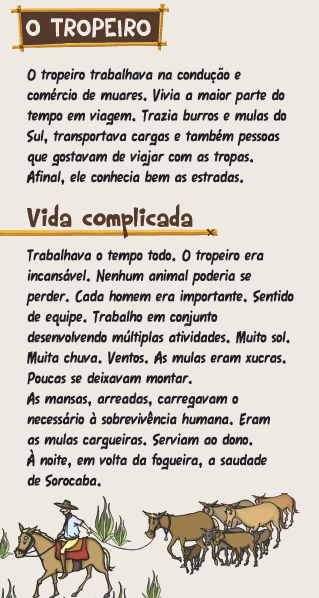 O TROPEIRO
O tropeiro trabalhava na condução e
comércio de muares. Vivia a maior parte do
tempo em viagem. Trazia burros e mulas do
Sul, transportava cargas e também pessoas
que gostavam de viajar com as tropas.
Afinal, ele conhecia bem as estradas.
Vida complicada
Trabalhava o tempo todo. O tropeiro era
incansável. Nenhum animal poderia se
perder. Cada homem era importante. Sentido
de equipe. Trabalho em conjunto
desenvolvendo múltiplas atividades. Muito sol.
Muita chuva. Ventos. As mulas eram xucras.
Poucas se deixavam montar.
As mansas, arreadas, carregavam o
necessário à sobrevivência humana. Eram
as mulas cargueiras. Serviam ao dono.
À noite, em volta da fogueira, a saudade
de Sorocaba.